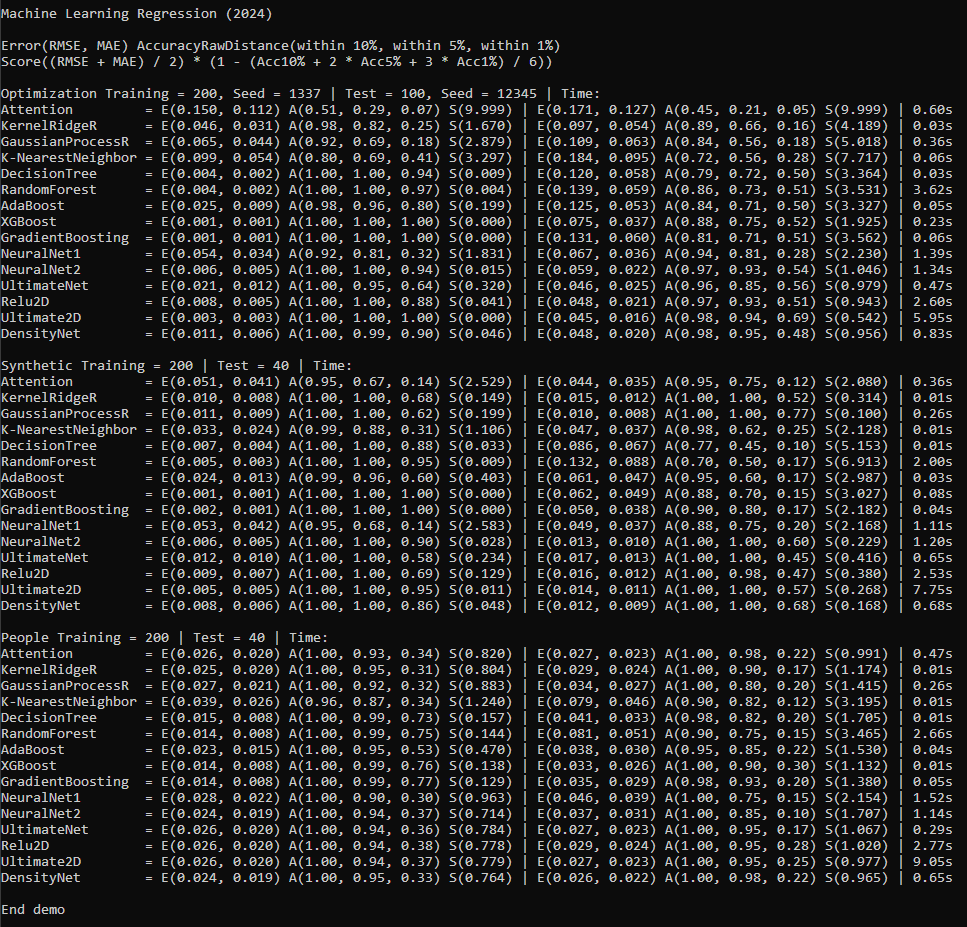 Machine Learning Regression (2024)
Error(RMSE, MAE) AccuracyRawDistance(within 10%, within 5%, within 1%)
Score((RMSE + MAE) / 2) * (1 - (Acc10% + 2 * Acc5% + 3 * Acc1%) / 6))
Optimization Training = 200, Seed = 1337 | Test = 100, Seed = 12345 | Time:
Attention         = E(0.150, 0.112) A(0.51, 0.29, 0.07) S(9.999) | E(0.171, 0.127) A(0.45, 0.21, 0.05) S(9.999) | 0.60s
KernelRidgeR      = E(0.046, 0.031) A(0.98, 0.82, 0.25) S(1.670) | E(0.097, 0.054) A(0.89, 0.66, 0.16) S(4.189) | 0.03s
GaussianProcessR  = E(0.065, 0.044) A(0.92, 0.69, 0.18) S(2.879) | E(0.109, 0.063) A(0.84, 0.56, 0.18) S(5.018) | 0.36s
K-NearestNeighbor = E(0.099, 0.054) A(0.80, 0.69, 0.41) S(3.297) | E(0.184, 0.095) A(0.72, 0.56, 0.28) S(7.717) | 0.06s
DecisionTree      = E(0.004, 0.002) A(1.00, 1.00, 0.94) S(0.009) | E(0.120, 0.058) A(0.79, 0.72, 0.50) S(3.364) | 0.03s
RandomForest      = E(0.004, 0.002) A(1.00, 1.00, 0.97) S(0.004) | E(0.139, 0.059) A(0.86, 0.73, 0.51) S(3.531) | 3.62s
AdaBoost          = E(0.025, 0.009) A(0.98, 0.96, 0.80) S(0.199) | E(0.125, 0.053) A(0.84, 0.71, 0.50) S(3.327) | 0.05s
XGBoost           = E(0.001, 0.001) A(1.00, 1.00, 1.00) S(0.000) | E(0.075, 0.037) A(0.88, 0.75, 0.52) S(1.925) | 0.23s
GradientBoosting  = E(0.001, 0.001) A(1.00, 1.00, 1.00) S(0.000) | E(0.131, 0.060) A(0.81, 0.71, 0.51) S(3.562) | 0.06s
NeuralNet1        = E(0.054, 0.034) A(0.92, 0.81, 0.32) S(1.831) | E(0.067, 0.036) A(0.94, 0.81, 0.28) S(2.230) | 1.39s
NeuralNet2        = E(0.006, 0.005) A(1.00, 1.00, 0.94) S(0.015) | E(0.059, 0.022) A(0.97, 0.93, 0.54) S(1.046) | 1.34s
UltimateNet       = E(0.021, 0.012) A(1.00, 0.95, 0.64) S(0.320) | E(0.046, 0.025) A(0.96, 0.85, 0.56) S(0.979) | 0.47s
Relu2D            = E(0.008, 0.005) A(1.00, 1.00, 0.88) S(0.041) | E(0.048, 0.021) A(0.97, 0.93, 0.51) S(0.943) | 2.60s
Ultimate2D        = E(0.003, 0.003) A(1.00, 1.00, 1.00) S(0.000) | E(0.045, 0.016) A(0.98, 0.94, 0.69) S(0.542) | 5.95s
DensityNet        = E(0.011, 0.006) A(1.00, 0.99, 0.90) S(0.046) | E(0.048, 0.020) A(0.98, 0.95, 0.48) S(0.956) | 0.83s
Synthetic Training = 200 | Test = 40 | Time:
Attention         = E(0.051, 0.041) A(0.95, 0.67, 0.14) S(2.529) | E(0.044, 0.035) A(0.95, 0.75, 0.12) S(2.080) | 0.36s
KernelRidgeR      = E(0.010, 0.008) A(1.00, 1.00, 0.68) S(0.149) | E(0.015, 0.012) A(1.00, 1.00, 0.52) S(0.314) | 0.01s
GaussianProcessR  = E(0.011, 0.009) A(1.00, 1.00, 0.62) S(0.199) | E(0.010, 0.008) A(1.00, 1.00, 0.77) S(0.100) | 0.26s
K-NearestNeighbor = E(0.033, 0.024) A(0.99, 0.88, 0.31) S(1.106) | E(0.047, 0.037) A(0.98, 0.62, 0.25) S(2.128) | 0.01s
DecisionTree      = E(0.007, 0.004) A(1.00, 1.00, 0.88) S(0.033) | E(0.086, 0.067) A(0.77, 0.45, 0.10) S(5.153) | 0.01s
RandomForest      = E(0.005, 0.003) A(1.00, 1.00, 0.95) S(0.009) | E(0.132, 0.088) A(0.70, 0.50, 0.17) S(6.913) | 2.00s
AdaBoost          = E(0.024, 0.013) A(0.99, 0.96, 0.60) S(0.403) | E(0.061, 0.047) A(0.95, 0.60, 0.17) S(2.987) | 0.03s
XGBoost           = E(0.001, 0.001) A(1.00, 1.00, 1.00) S(0.000) | E(0.062, 0.049) A(0.88, 0.70, 0.15) S(3.027) | 0.08s
GradientBoosting  = E(0.002, 0.001) A(1.00, 1.00, 1.00) S(0.000) | E(0.050, 0.038) A(0.90, 0.80, 0.17) S(2.182) | 0.04s
NeuralNet1        = E(0.053, 0.042) A(0.95, 0.68, 0.14) S(2.583) | E(0.049, 0.037) A(0.88, 0.75, 0.20) S(2.168) | 1.11s
NeuralNet2        = E(0.006, 0.005) A(1.00, 1.00, 0.90) S(0.028) | E(0.013, 0.010) A(1.00, 1.00, 0.60) S(0.229) | 1.20s
UltimateNet       = E(0.012, 0.010) A(1.00, 1.00, 0.58) S(0.234) | E(0.017, 0.013) A(1.00, 1.00, 0.45) S(0.416) | 0.65s
Relu2D            = E(0.009, 0.007) A(1.00, 1.00, 0.69) S(0.129) | E(0.016, 0.012) A(1.00, 0.98, 0.47) S(0.380) | 2.53s
Ultimate2D        = E(0.005, 0.005) A(1.00, 1.00, 0.95) S(0.011) | E(0.014, 0.011) A(1.00, 1.00, 0.57) S(0.268) | 7.75s
DensityNet        = E(0.008, 0.006) A(1.00, 1.00, 0.86) S(0.048) | E(0.012, 0.009) A(1.00, 1.00, 0.68) S(0.168) | 0.68s
People Training = 200 | Test = 40 | Time:
Attention         = E(0.026, 0.020) A(1.00, 0.93, 0.34) S(0.820) | E(0.027, 0.023) A(1.00, 0.98, 0.22) S(0.991) | 0.47s
KernelRidgeR      = E(0.025, 0.020) A(1.00, 0.95, 0.31) S(0.804) | E(0.029, 0.024) A(1.00, 0.90, 0.17) S(1.174) | 0.01s
GaussianProcessR  = E(0.027, 0.021) A(1.00, 0.92, 0.32) S(0.883) | E(0.034, 0.027) A(1.00, 0.80, 0.20) S(1.415) | 0.26s
K-NearestNeighbor = E(0.039, 0.026) A(0.96, 0.87, 0.34) S(1.240) | E(0.079, 0.046) A(0.90, 0.82, 0.12) S(3.195) | 0.01s
DecisionTree      = E(0.015, 0.008) A(1.00, 0.99, 0.73) S(0.157) | E(0.041, 0.033) A(0.98, 0.82, 0.20) S(1.705) | 0.01s
RandomForest      = E(0.014, 0.008) A(1.00, 0.99, 0.75) S(0.144) | E(0.081, 0.051) A(0.90, 0.75, 0.15) S(3.465) | 2.66s
AdaBoost          = E(0.023, 0.015) A(1.00, 0.95, 0.53) S(0.470) | E(0.038, 0.030) A(0.95, 0.85, 0.22) S(1.530) | 0.04s
XGBoost           = E(0.014, 0.008) A(1.00, 0.99, 0.76) S(0.138) | E(0.033, 0.026) A(1.00, 0.90, 0.30) S(1.132) | 0.01s
GradientBoosting  = E(0.014, 0.008) A(1.00, 0.99, 0.77) S(0.129) | E(0.035, 0.029) A(0.98, 0.93, 0.20) S(1.380) | 0.05s
NeuralNet1        = E(0.028, 0.022) A(1.00, 0.90, 0.30) S(0.963) | E(0.046, 0.039) A(1.00, 0.75, 0.15) S(2.154) | 1.52s
NeuralNet2        = E(0.024, 0.019) A(1.00, 0.94, 0.37) S(0.714) | E(0.037, 0.031) A(1.00, 0.85, 0.10) S(1.707) | 1.14s
UltimateNet       = E(0.026, 0.020) A(1.00, 0.94, 0.36) S(0.784) | E(0.027, 0.023) A(1.00, 0.95, 0.17) S(1.067) | 0.29s
Relu2D            = E(0.026, 0.020) A(1.00, 0.94, 0.38) S(0.778) | E(0.029, 0.024) A(1.00, 0.95, 0.28) S(1.020) | 2.77s
Ultimate2D        = E(0.026, 0.020) A(1.00, 0.94, 0.37) S(0.779) | E(0.027, 0.023) A(1.00, 0.95, 0.25) S(0.977) | 9.05s
DensityNet        = E(0.024, 0.019) A(1.00, 0.95, 0.33) S(0.764) | E(0.026, 0.022) A(1.00, 0.98, 0.22) S(0.965) | 0.65s
End demo